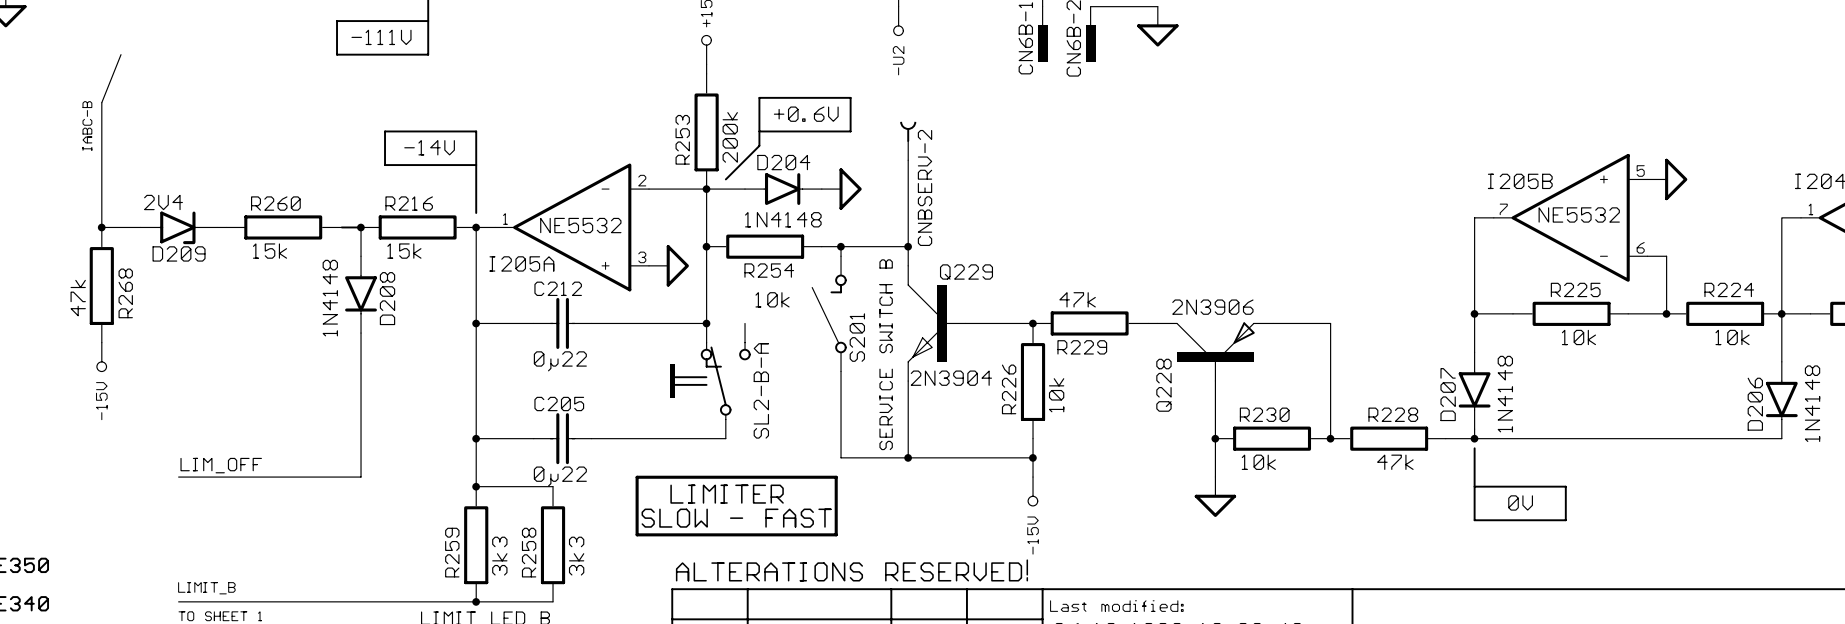 -111V
+15
-U2
CN6B-1
CN6B-2
IABC-B
-14V
R253
200k
+0.6V
D204
1N4148
CNBSERV-2
2V4
D209
R260
15k
R216
15k
1
NE5532
2
3
-
+
I205A
R254
10k
47k
R268
-15V
1N4148
D208
C212
0µ22
C205
0µ22
SL2-B-A
S201
SERVICE SWITCH B
Q229
2N3904
47k
R229
R226
10k
2N3906
Q228
R230
10k
R228
47k
I205B
7
NE5532
+
-
5
6
I204
1
R225
10k
R224
10k
D207
1N4148
D206
1N4148
0V
LIM_OFF
LIMITER
SLOW - FAST
-15V
R259
3k3
R258
3k3
E350
E340
LIMIT_B
TO SHEET 1
LIMIT LED B
ALTERATIONS RESERVED!
Last modified: